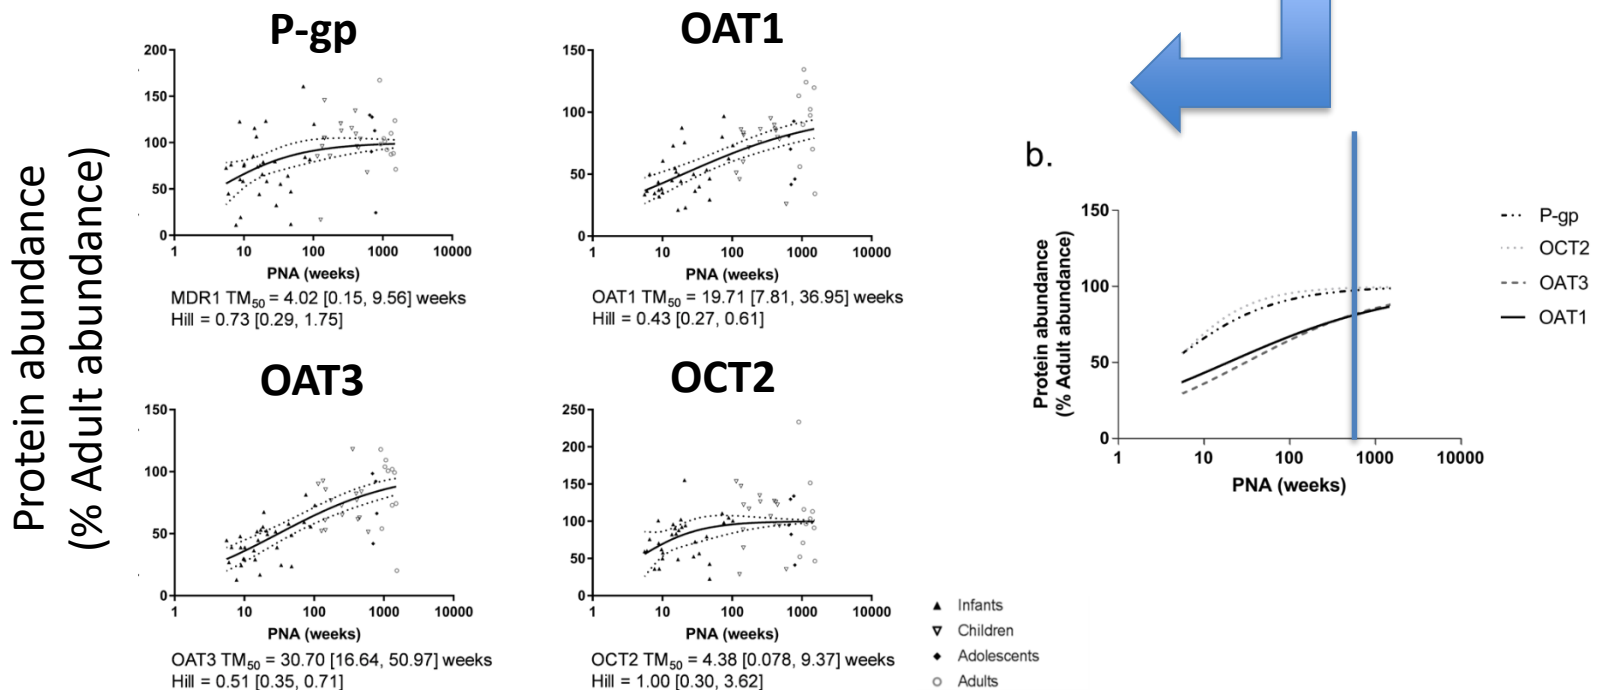 Protein abundance
(% Adult abundance)
P-gp
200
150
100
50
0
1
10
100
1000
10000
PNA (weeks)
MDR1 TM50 = 4.02 [0.15, 9.56] weeks
Hill = 0.73 [0.29, 1.75]
OAT1
150
100
50
0
1
10
100
1000
10000
PNA (weeks)
OAT1 TM50 = 19.71 [7.81, 36.95] weeks
Hill = 0.43 [0.27, 0.61]
OAT3
150
100
50
0
1
10
100
1000
10000
PNA (weeks)
OAT3 TM50 = 30.70 [16.64, 50.97] weeks
Hill = 0.51 [0.35, 0.71]
OCT2
250
200
150
100
50
0
1
10
100
1000
10000
PNA (weeks)
OCT2 TM50 = 4.38 [0.078, 9.37] weeks
Hill = 1.00 [0.30, 3.62]
Infants
Children
Adolescents
Adults
b.
Protein abundance
(% Adult abundance)
150
100
50
0
1
10
100
1000
10000
PNA (weeks)
P-gp
OCT2
OAT3
OAT1